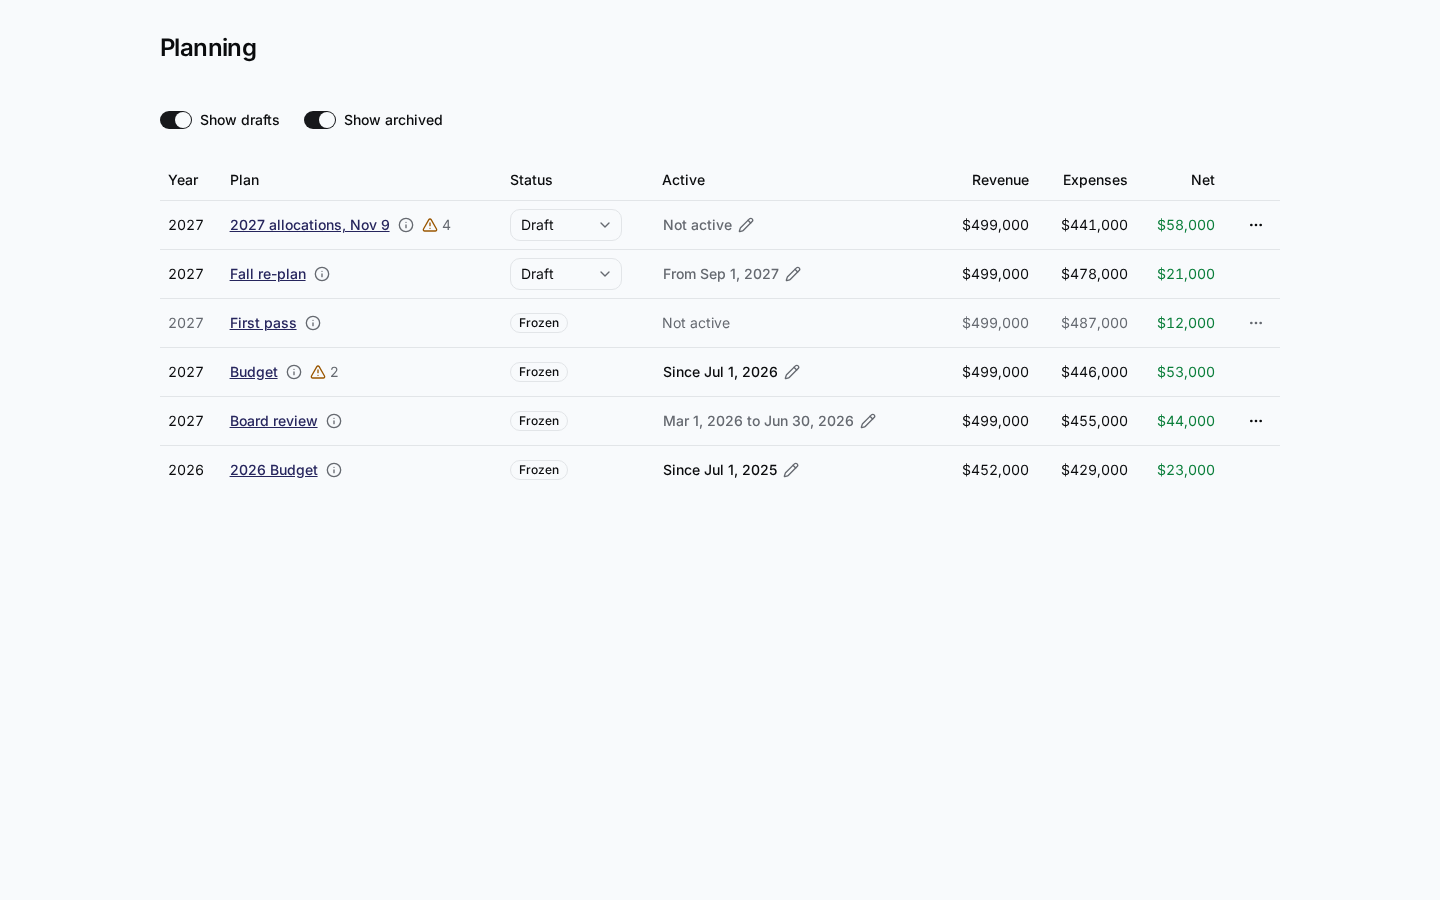 Planning
Show drafts Show archived
Year Plan Status Active Revenue Expenses Net
2027 2027 allocations, Nov 9 4 Draft Not active $499,000 $441,000 $58,000
2027 Fall re-plan Draft From Sep 1, 2027 $499,000 $478,000 $21,000
2027 First pass Frozen Not active $499,000 $487,000 $12,000
2027 Budget 2 Frozen Since Jul 1, 2026 $499,000 $446,000 $53,000
2027 Board review Frozen Mar 1, 2026 to Jun 30, 2026 $499,000 $455,000 $44,000
2026 2026 Budget Frozen Since Jul 1, 2025 $452,000 $429,000 $23,000